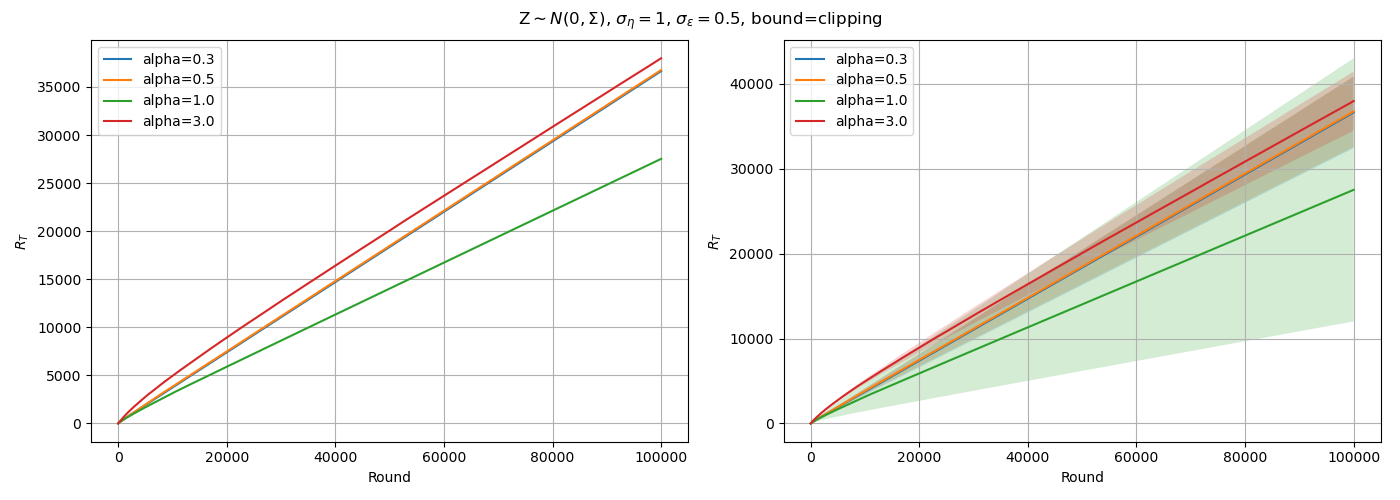 Z ∼ N(0, Σ), σ_η = 1, σ_ε = 0.5, bound=clipping
alpha=0.3
alpha=0.5
alpha=1.0
alpha=3.0
35000
30000
25000
20000
15000
10000
5000
0
R_T
0 20000 40000 60000 80000 100000
Round
alpha=0.3
alpha=0.5
alpha=1.0
alpha=3.0
40000
30000
20000
10000
0
R_T
0 20000 40000 60000 80000 100000
Round